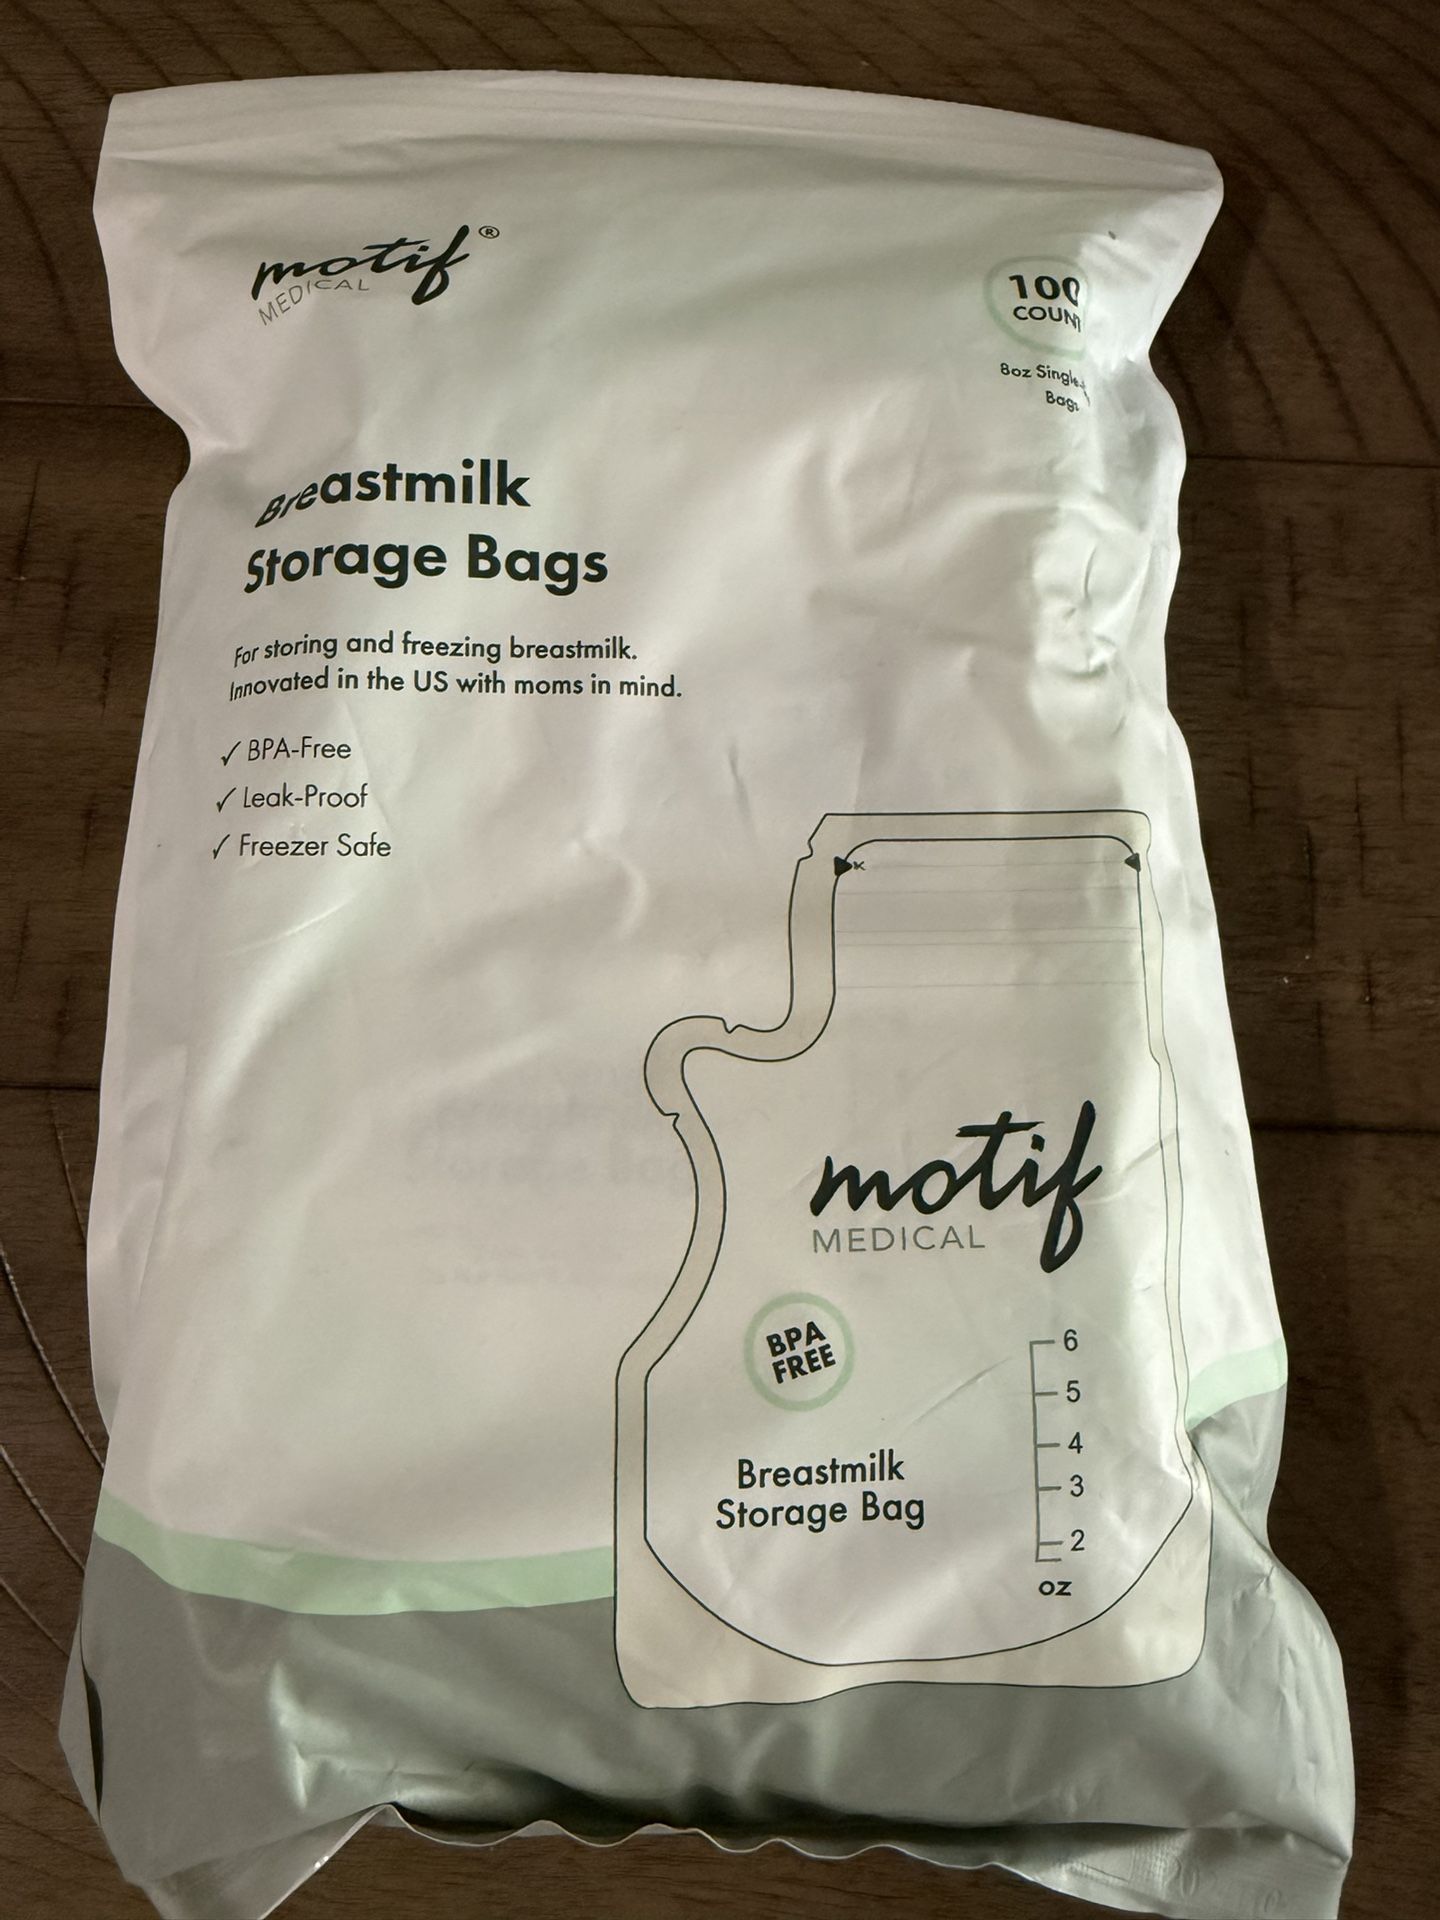 motif®
MEDICAL
100
COUNT
8oz Single-
Bags
Breastmilk
Storage Bags
For storing and freezing breastmilk.
Innovated in the US with moms in mind.
✓ BPA-Free
✓ Leak-Proof
✓ Freezer Safe
motif
MEDICAL
BPA
FREE
6
5
4
3
2
oz
Breastmilk
Storage Bag